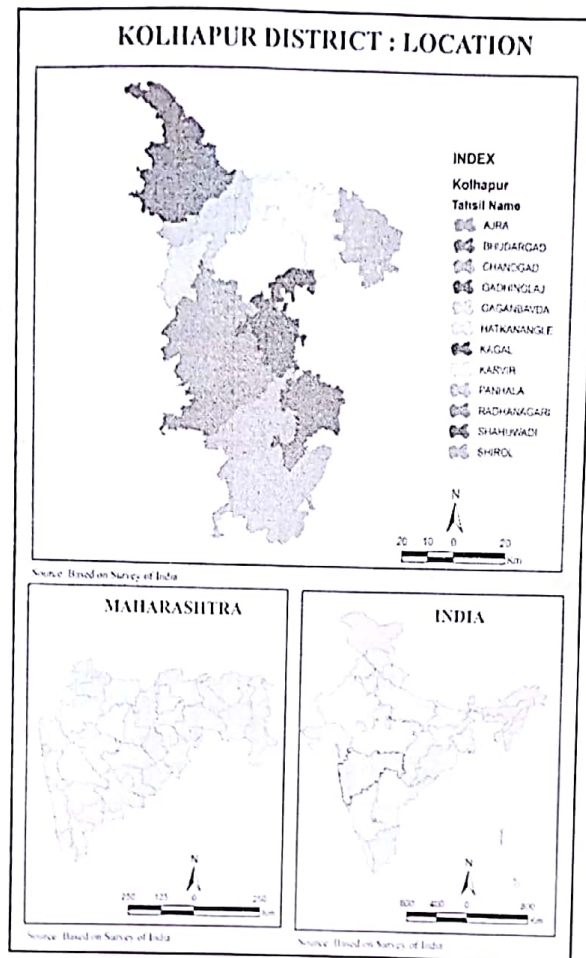 KOLHAPUR DISTRICT : LOCATION
INDEX
Kolhapur
Tahsil Name
AJRA
BHUDARGAD
CHANDGAD
GADHINGLAJ
GAGANBAVDA
HATKANANGLE
KAGAL
KARVIR
PANHALA
RADHANAGARI
SHAHUWADI
SHIROL
N
20 10 0 20
Km
Source: Based on Survey of India
MAHARASHTRA
N
250 125 0 250
Km
Source: Based on Survey of India
INDIA
N
800 400 0 800
Km
Source: Based on Survey of India